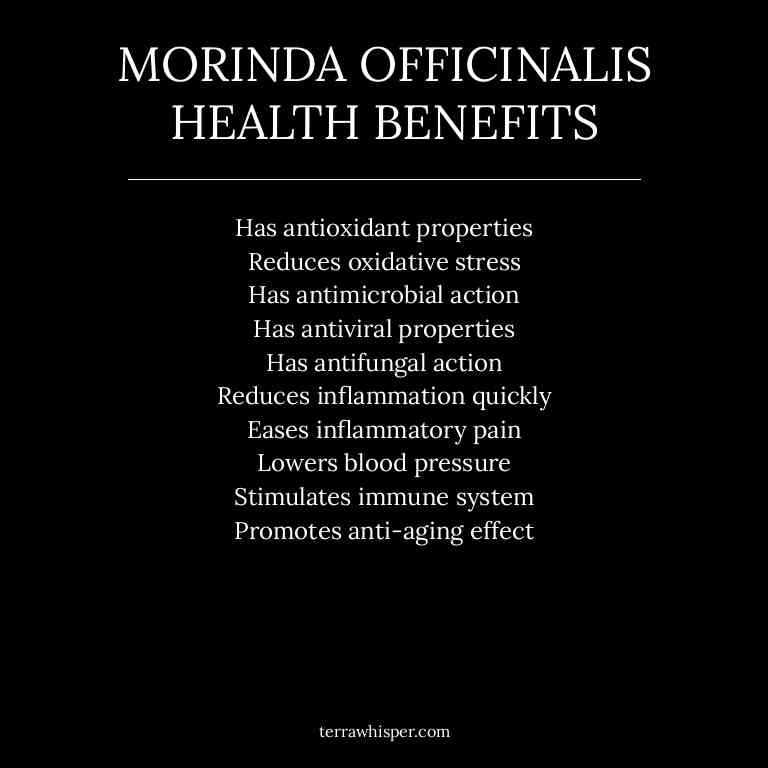 MORINDA OFFICINALIS
HEALTH BENEFITS
Has antioxidant properties
Reduces oxidative stress
Has antimicrobial action
Has antiviral properties
Has antifungal action
Reduces inflammation quickly
Eases inflammatory pain
Lowers blood pressure
Stimulates immune system
Promotes anti-aging effect
terrawhisper.com